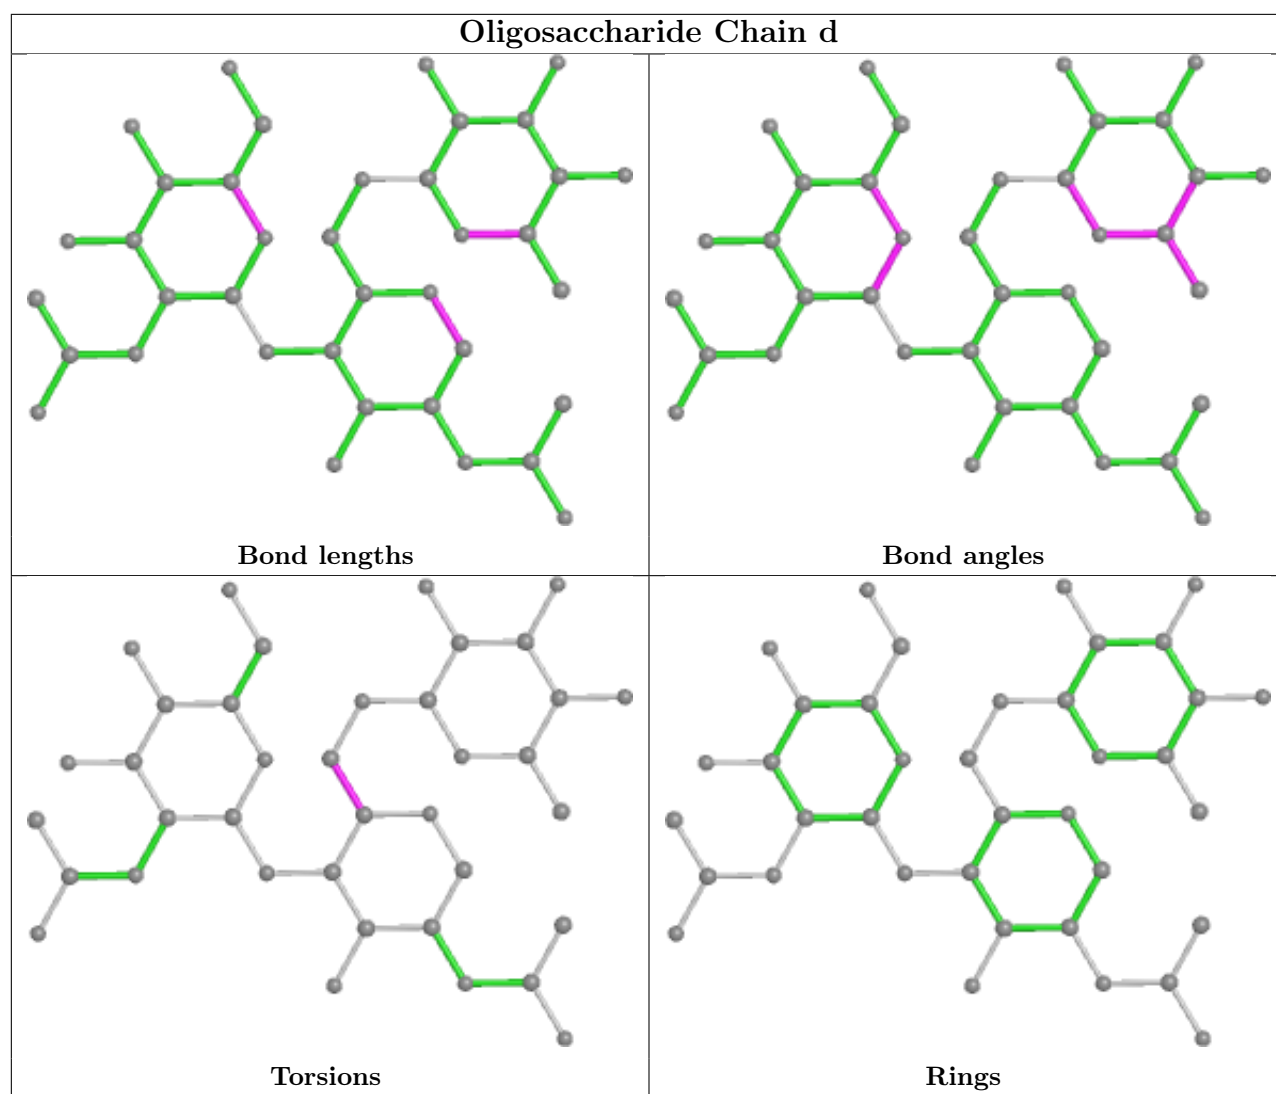 Oligosaccharide Chain d
Bond lengths
Bond angles
Torsions
Rings